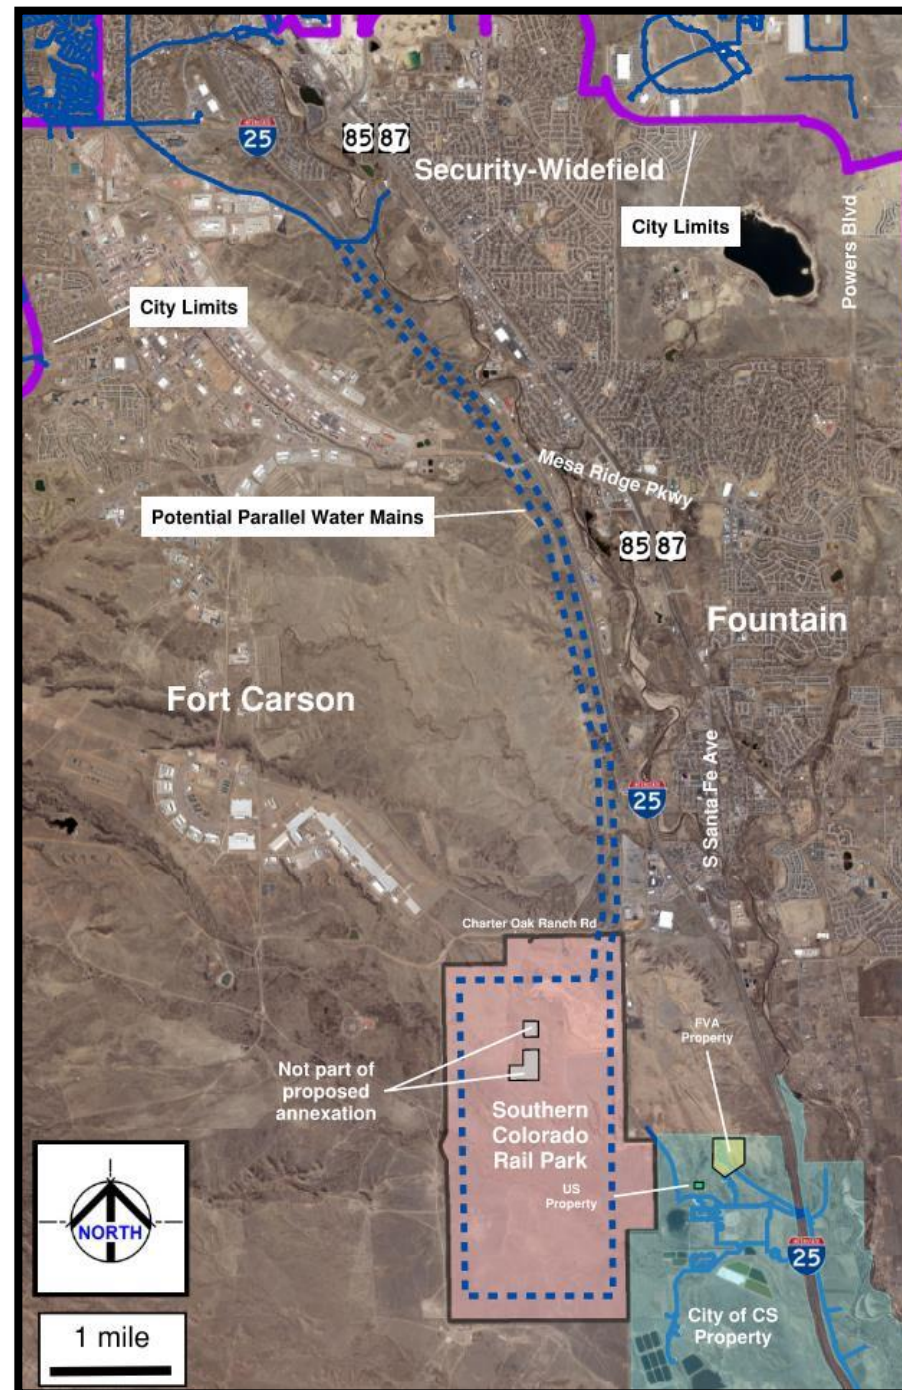 25
85 87
Security-Widefield
City Limits
Powers Blvd
City Limits
Mesa Ridge Pkwy
Potential Parallel Water Mains
85 87
Fountain
Fort Carson
S Santa Fe Ave
25
Charter Oak Ranch Rd
FVA
Property
Not part of
proposed
annexation
Southern
Colorado
Rail Park
US
Property
NORTH
25
City of CS
Property
1 mile